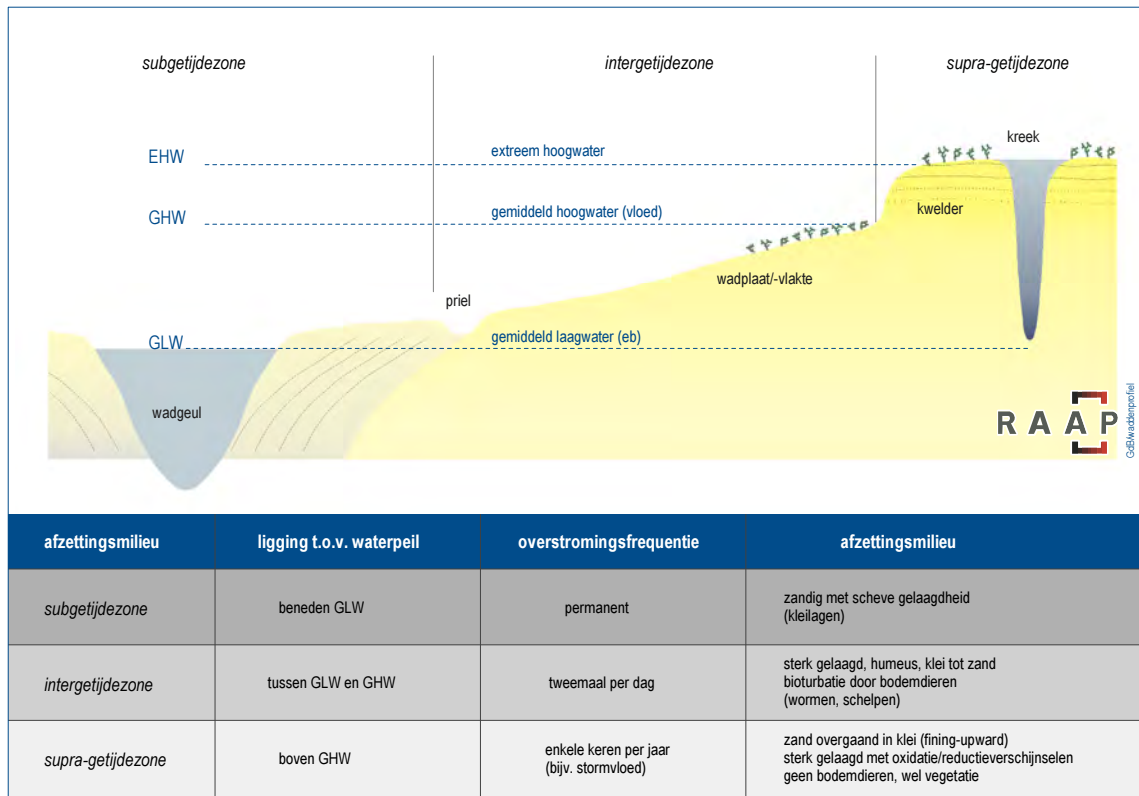 subgetijdezone
intergetijdezone
supra-getijdezone
kreek
EHW
extreem hoogwater
GHW
gemiddeld hoogwater (vloed)
kwelder
wadplaat/-vlakte
priel
GLW
gemiddeld laagwater (eb)
wadgeul
RAAP
GdB/waddenprofiel
afzettingsmilieu
ligging t.o.v. waterpeil
overstromingsfrequentie
afzettingsmilieu
subgetijdezone
beneden GLW
permanent
zandig met scheve gelaagdheid
(kleilagen)
intergetijdezone
tussen GLW en GHW
tweemaal per dag
sterk gelaagd, humeus, klei tot zand
bioturbatie door bodemdieren
(wormen, schelpen)
supra-getijdezone
boven GHW
enkele keren per jaar
(bijv. stormvloed)
zand overgaand in klei (fining-upward)
sterk gelaagd met oxidatie/reductieverschijnselen
geen bodemdieren, wel vegetatie